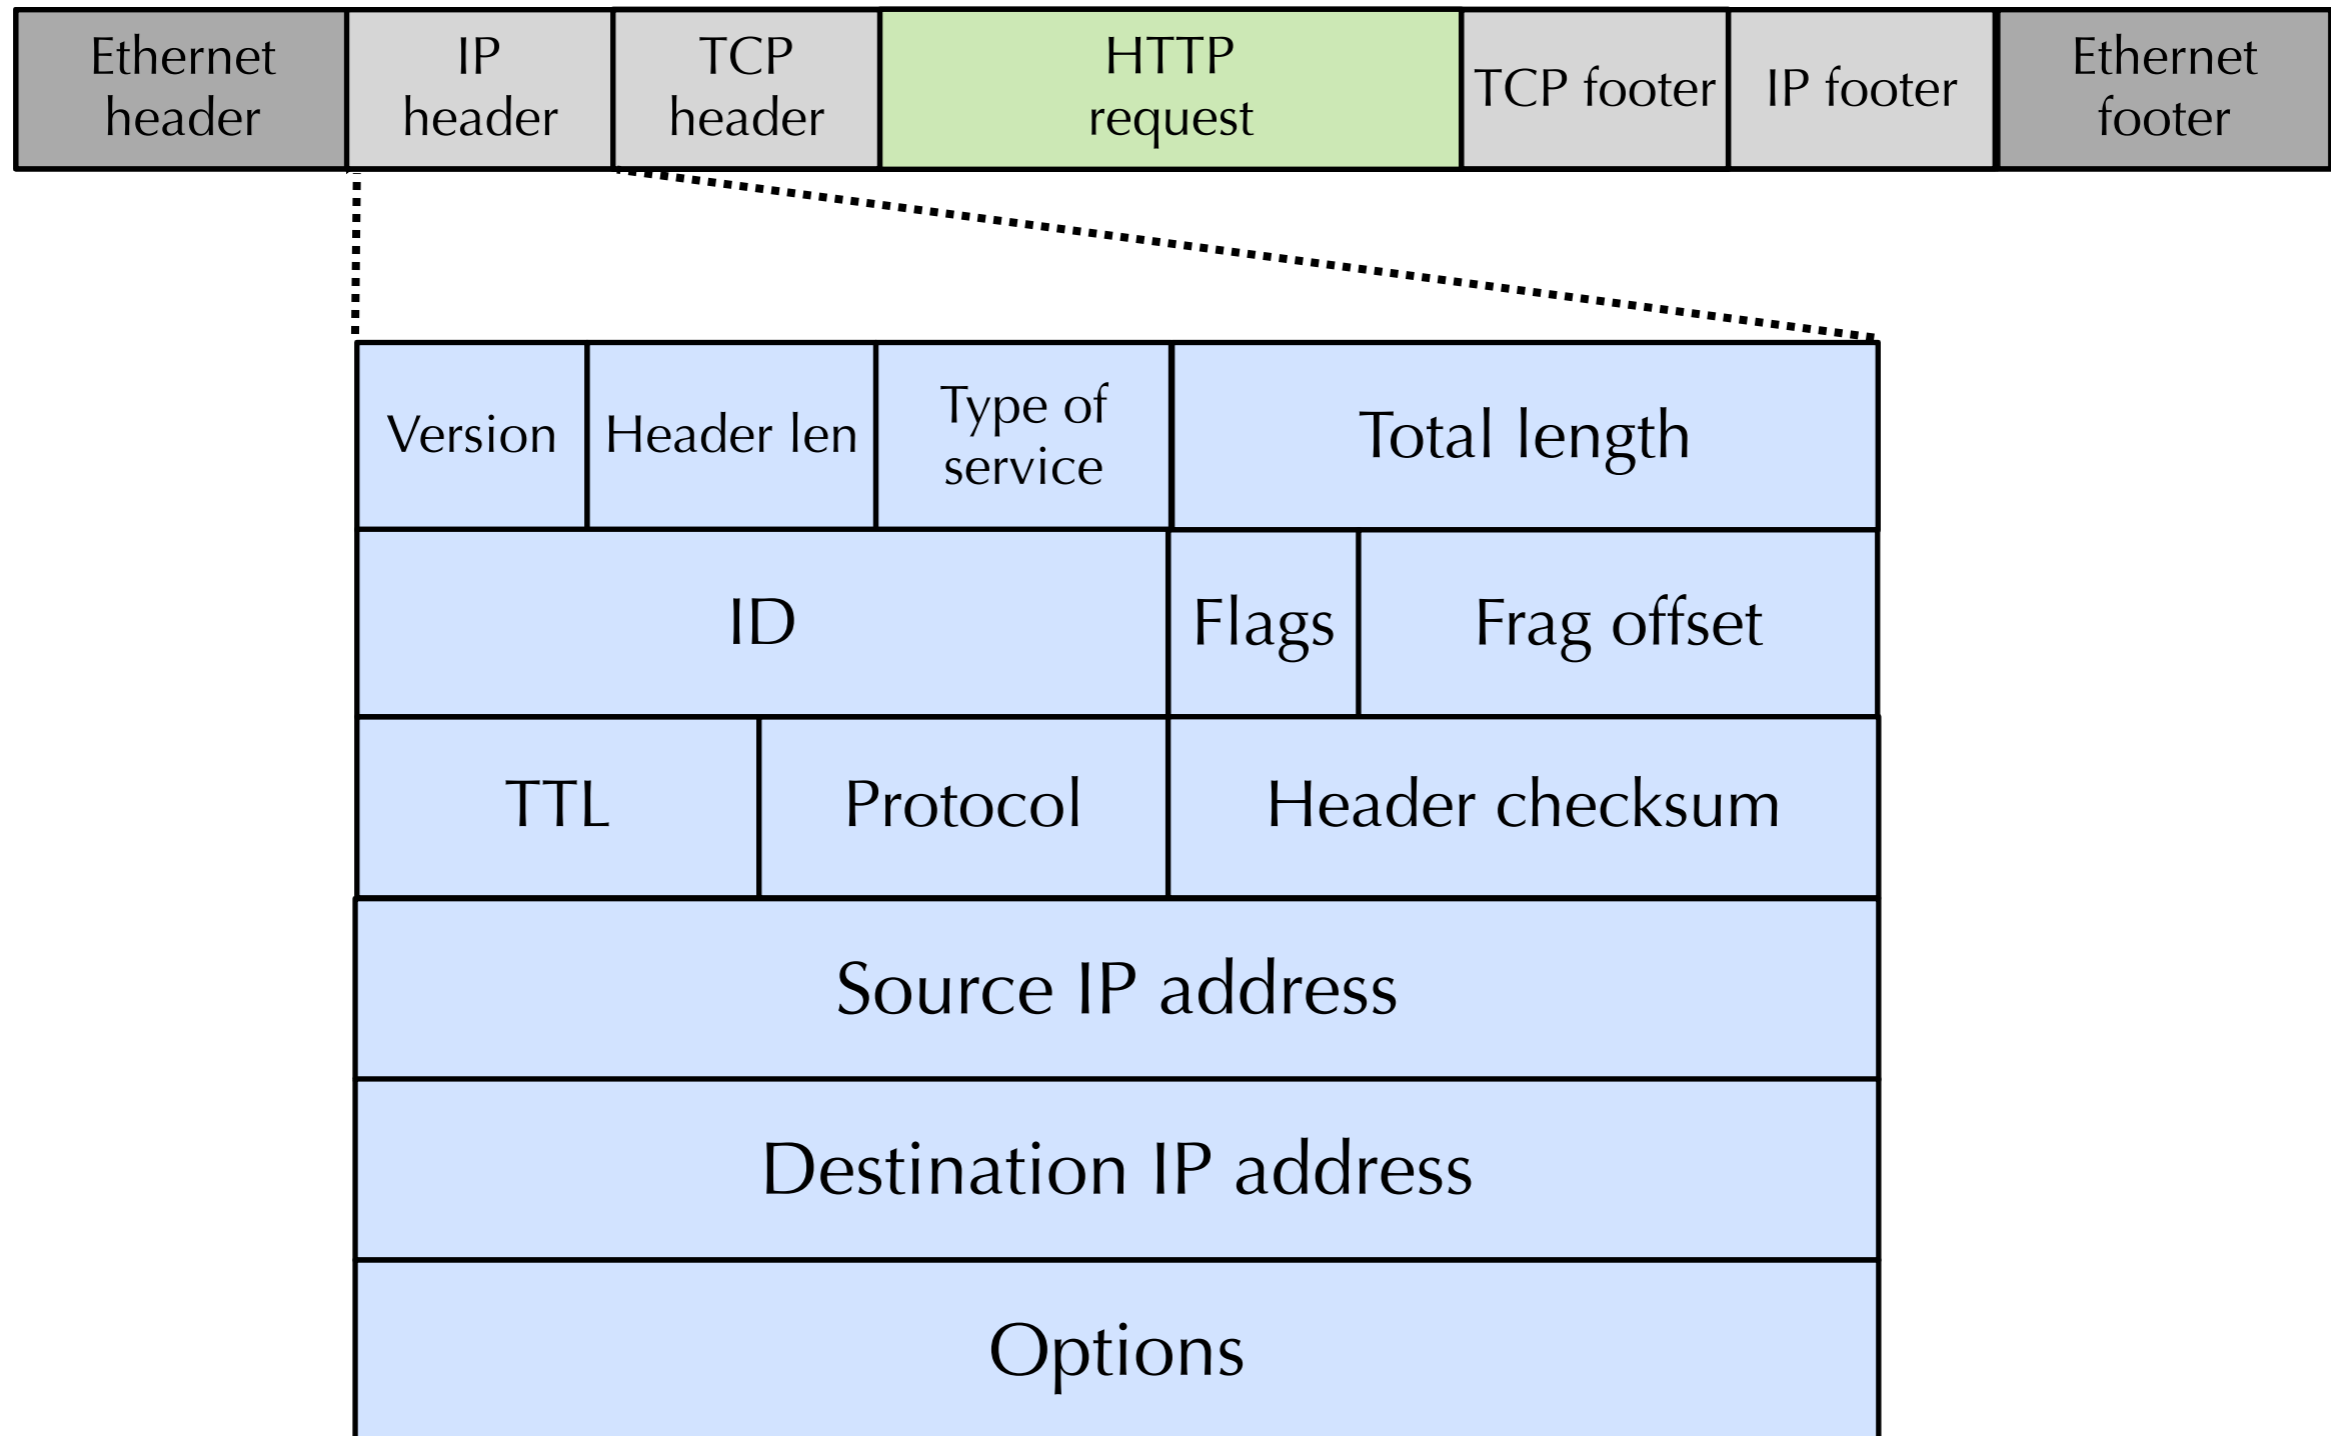 Ethernet
header
IP
header
TCP
header
HTTP
request
TCP footer
IP footer
Ethernet
footer
Version
Header len
Type of
service
Total length
ID
Flags
Frag offset
TTL
Protocol
Header checksum
Source IP address
Destination IP address
Options